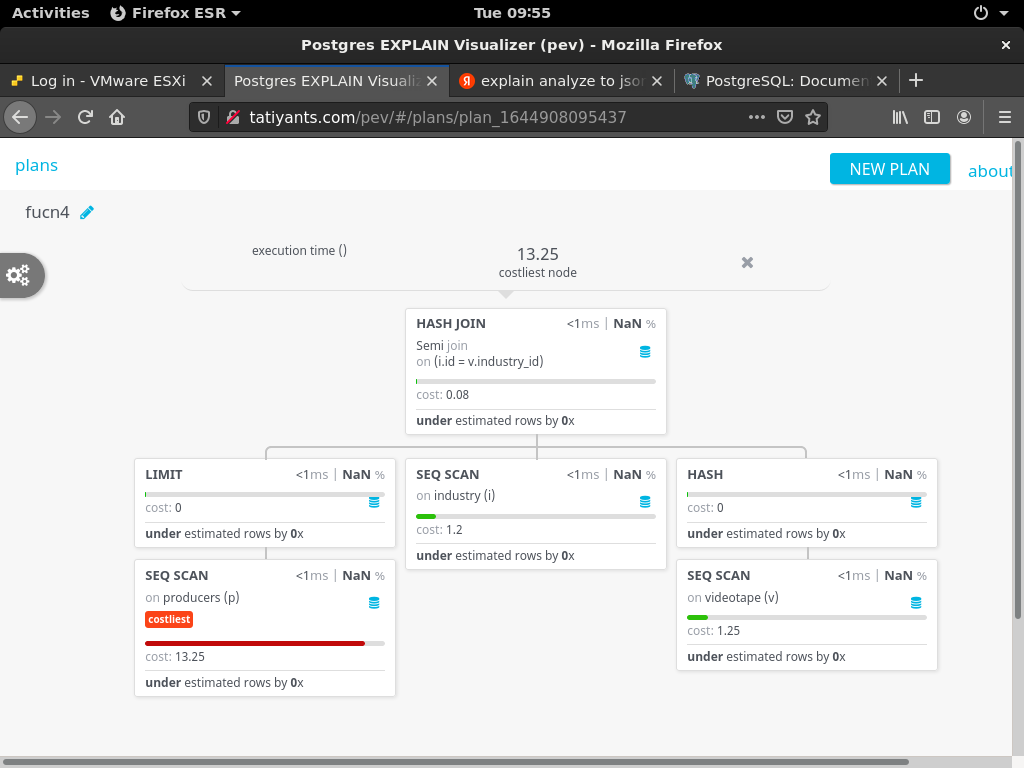 Activities Firefox ESR Tue 09:55
Postgres EXPLAIN Visualizer (pev) - Mozilla Firefox
Log in - VMware ESXi Postgres EXPLAIN Visualiz explain analyze to jso PostgreSQL: Documen
tatiyants.com/pev/#/plans/plan_1644908095437
plans NEW PLAN about
fucn4
execution time ()
13.25
costliest node
HASH JOIN <1ms | NaN %
Semi join
on (i.id = v.industry_id)
cost: 0.08
under estimated rows by 0x
LIMIT <1ms | NaN %
cost: 0
under estimated rows by 0x
SEQ SCAN <1ms | NaN %
on industry (i)
cost: 1.2
under estimated rows by 0x
HASH <1ms | NaN %
cost: 0
under estimated rows by 0x
SEQ SCAN <1ms | NaN %
on producers (p)
costliest
cost: 13.25
under estimated rows by 0x
SEQ SCAN <1ms | NaN %
on videotape (v)
cost: 1.25
under estimated rows by 0x